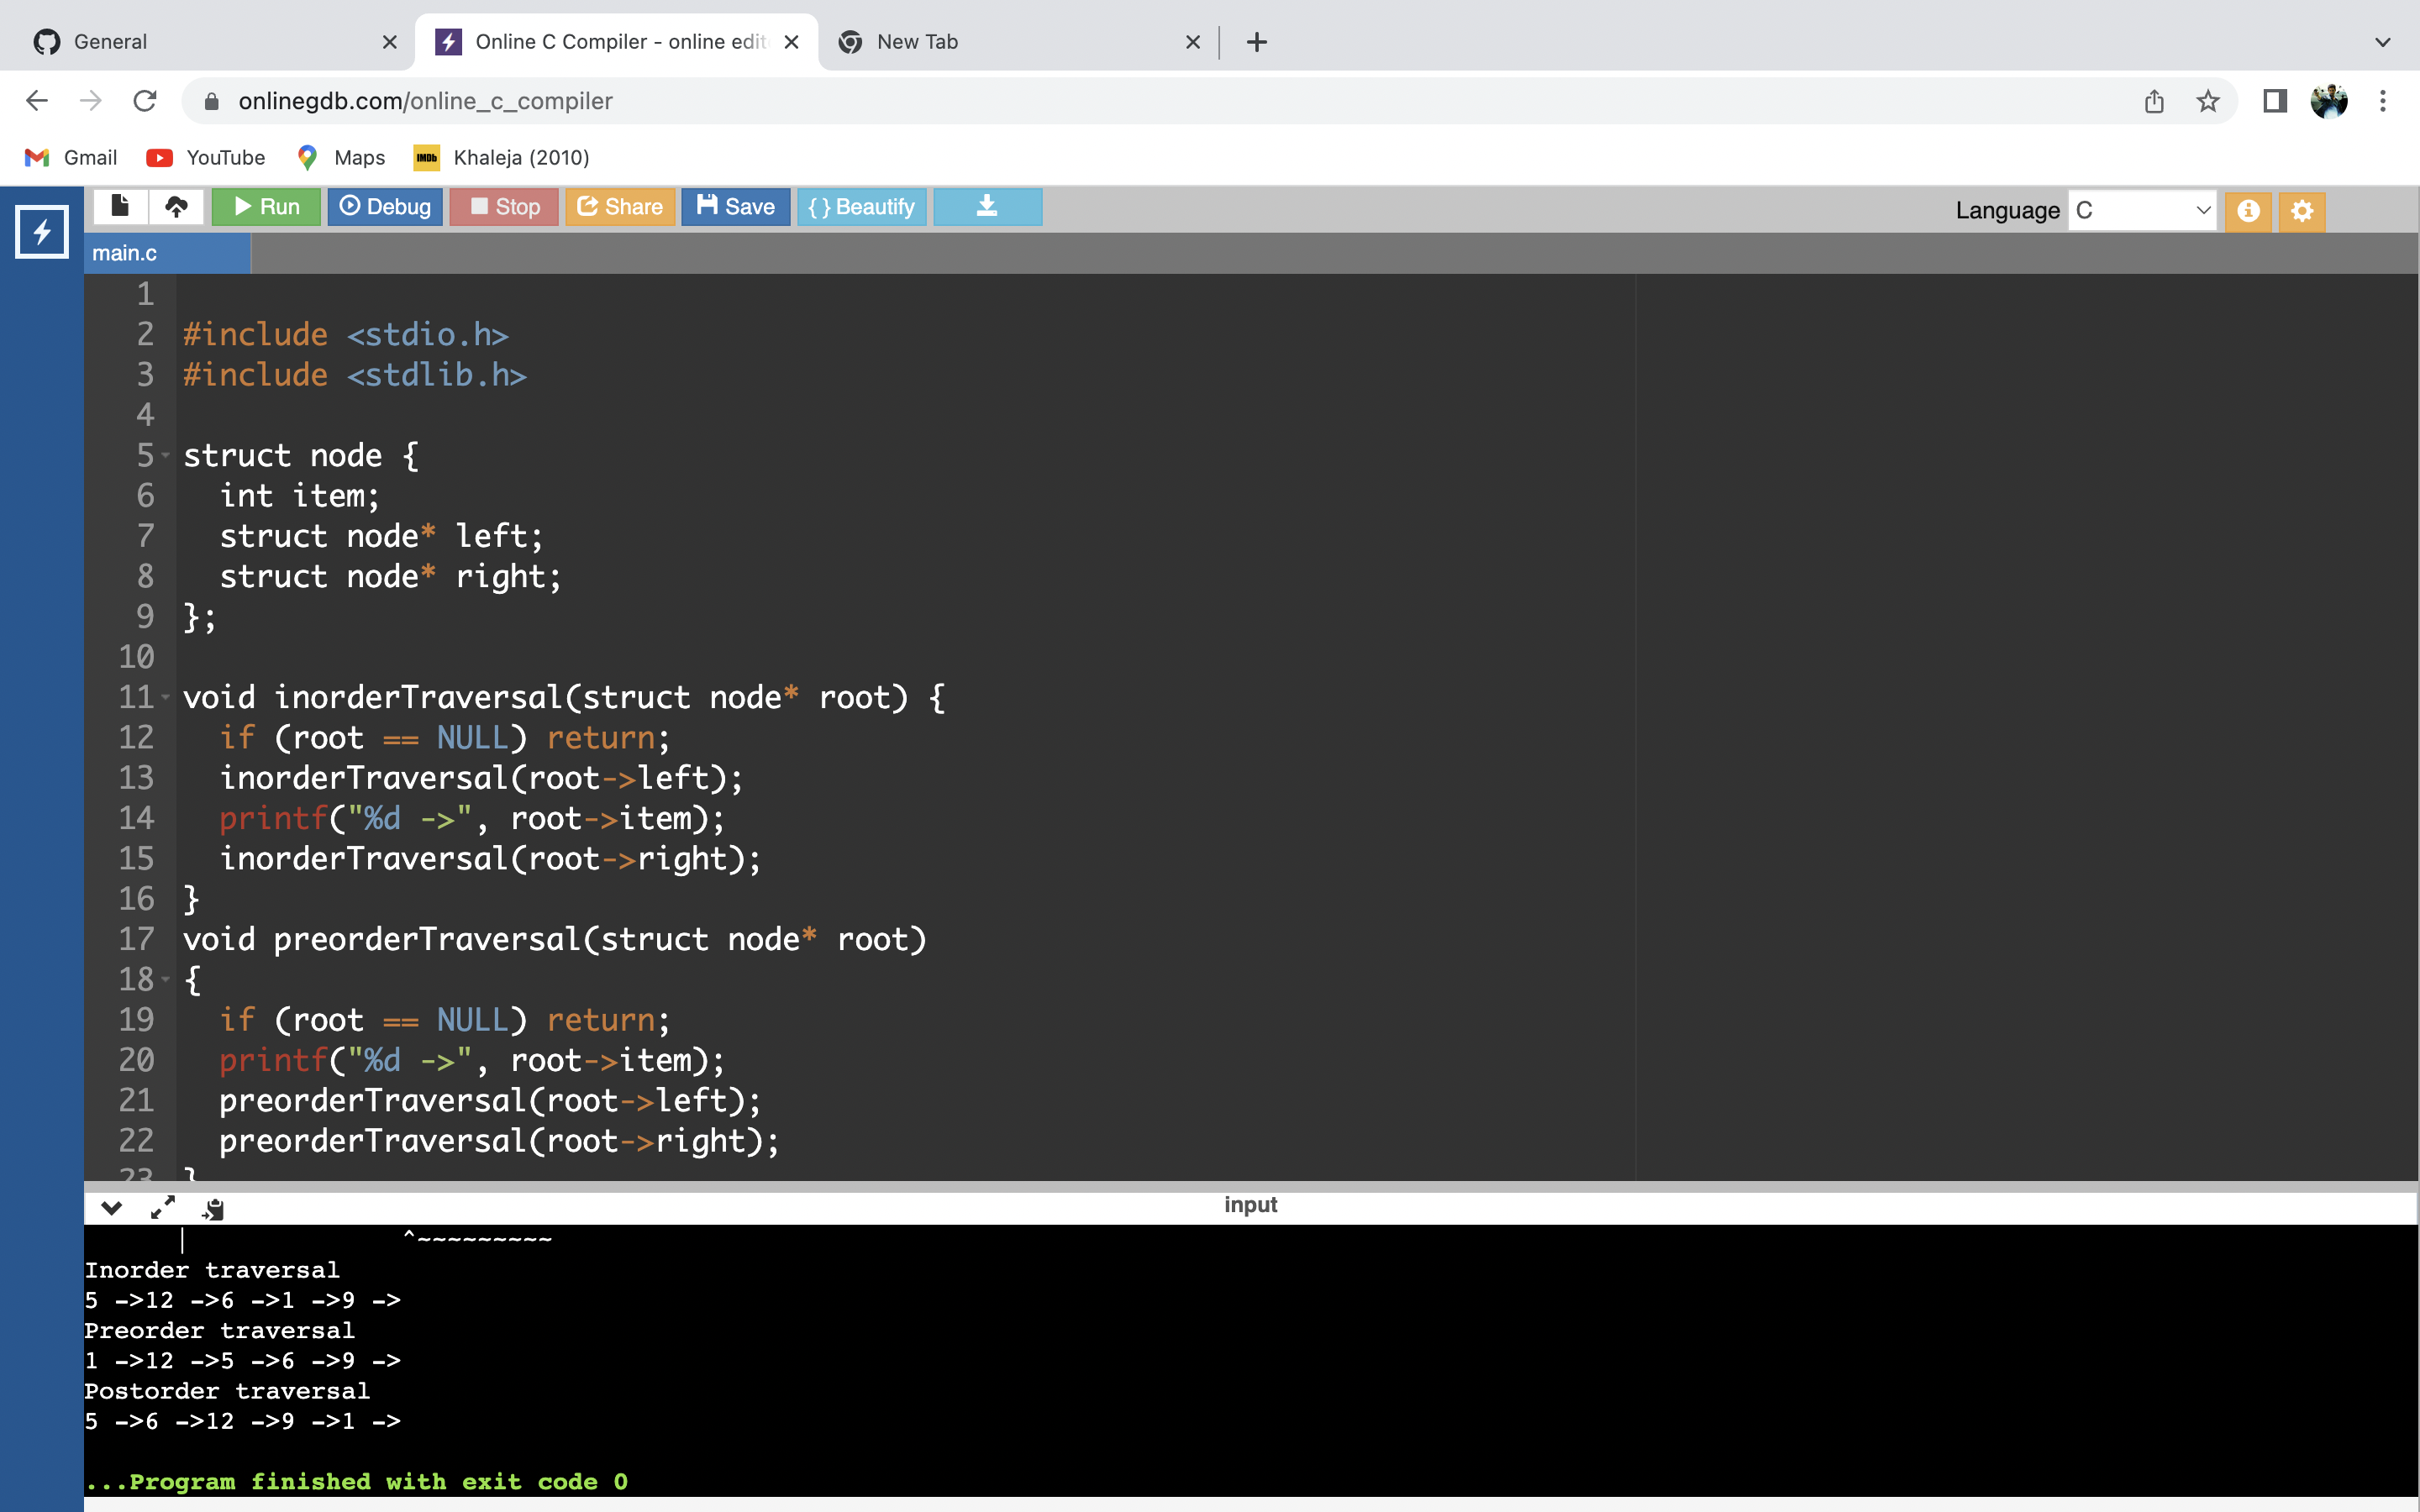 General
Online C Compiler - online edit
New Tab
onlinegdb.com/online_c_compiler
Gmail YouTube Maps IMDb Khaleja (2010)
Run Debug Stop Share Save { } Beautify Language C
main.c
1
2 #include <stdio.h>
3 #include <stdlib.h>
4
5 struct node {
6 int item;
7 struct node* left;
8 struct node* right;
9 };
10
11 void inorderTraversal(struct node* root) {
12 if (root == NULL) return;
13 inorderTraversal(root->left);
14 printf("%d ->", root->item);
15 inorderTraversal(root->right);
16 }
17 void preorderTraversal(struct node* root)
18 {
19 if (root == NULL) return;
20 printf("%d ->", root->item);
21 preorderTraversal(root->left);
22 preorderTraversal(root->right);
23 }
input
| ^~~~~~~~~~
Inorder traversal
5 ->12 ->6 ->1 ->9 ->
Preorder traversal
1 ->12 ->5 ->6 ->9 ->
Postorder traversal
5 ->6 ->12 ->9 ->1 ->
...Program finished with exit code 0